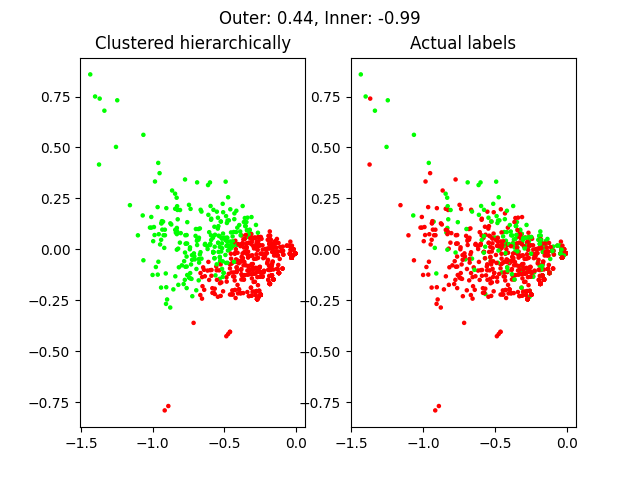 Outer: 0.44, Inner: -0.99
Clustered hierarchically Actual labels
0.75 0.75
0.50 0.50
0.25 0.25
0.00 0.00
−0.25 −0.25
−0.50 −0.50
−0.75 −0.75
−1.5 −1.0 −0.5 0.0 −1.5 −1.0 −0.5 0.0